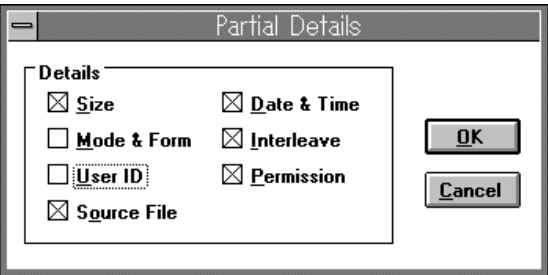 Partial Details
Details
Size
Date & Time
Mode & Form
Interleave
OK
User ID
Permission
Cancel
Source File